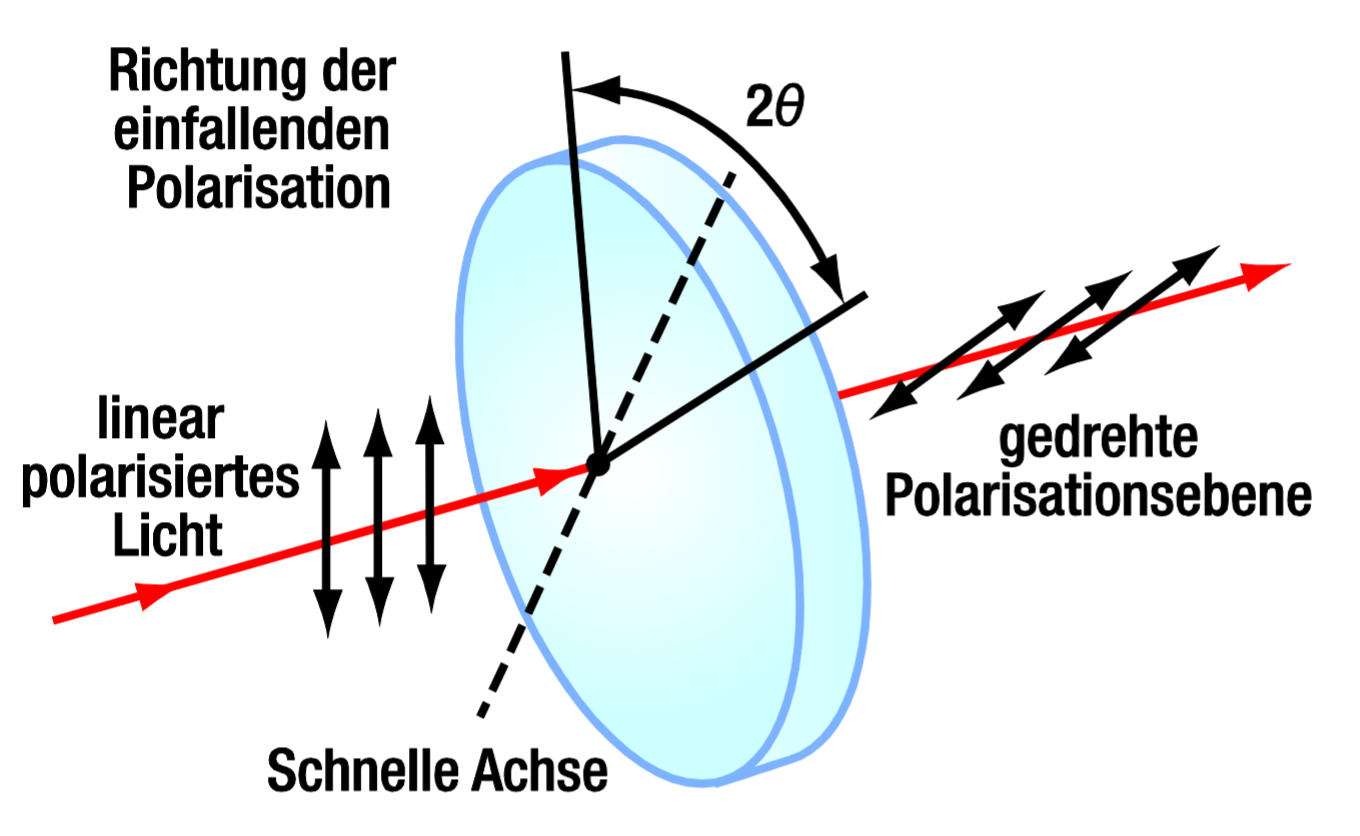 Richtung der
einfallenden
Polarisation
2θ
linear
polarisiertes
Licht
gedrehte
Polarisationsebene
Schnelle Achse